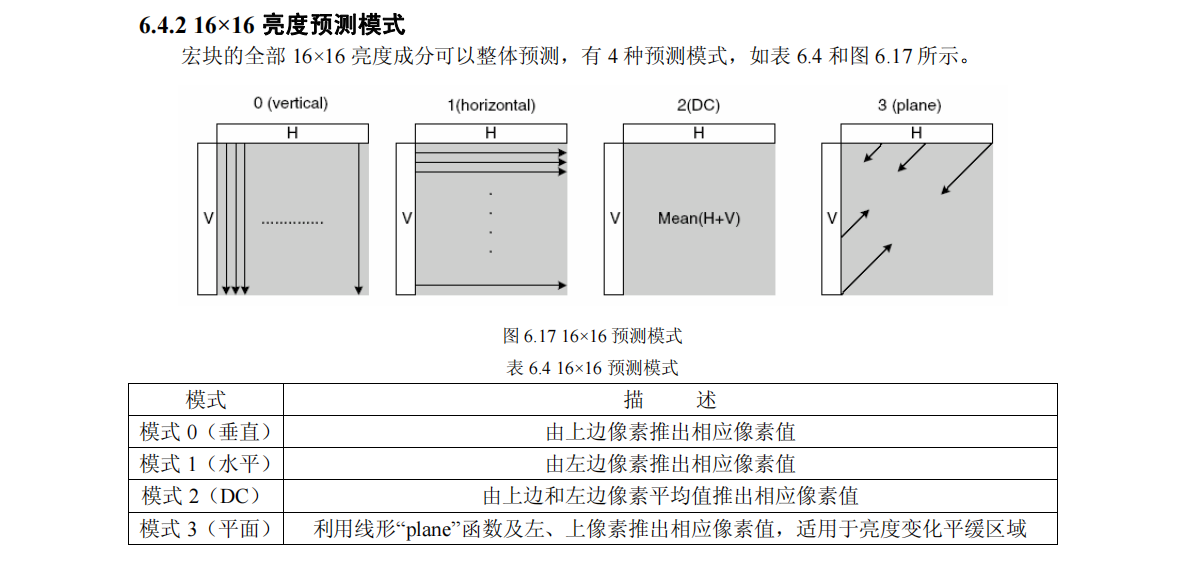 6.4.2 16×16 亮度预测模式
宏块的全部 16×16 亮度成分可以整体预测，有 4 种预测模式，如表 6.4 和图 6.17 所示。
0 (vertical) 1(horizontal) 2(DC) 3 (plane)
H H H H
V V V Mean(H+V) V
图 6.17 16×16 预测模式
表 6.4 16×16 预测模式
模式 描 述
模式 0（垂直） 由上边像素推出相应像素值
模式 1（水平） 由左边像素推出相应像素值
模式 2（DC） 由上边和左边像素平均值推出相应像素值
模式 3（平面） 利用线形“plane”函数及左、上像素推出相应像素值，适用于亮度变化平缓区域